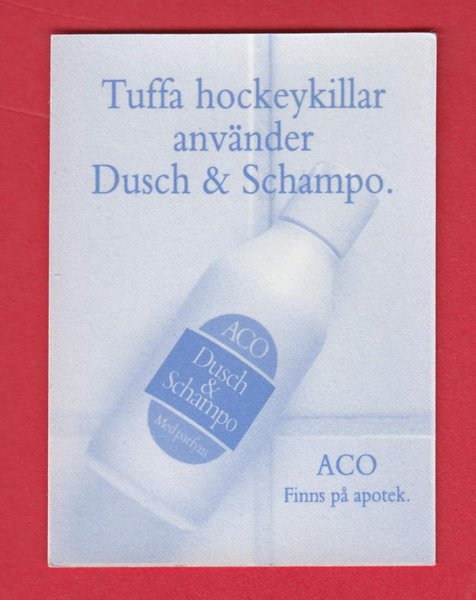 Tuffa hockeykillar
använder
Dusch & Schampo.
ACO
Dusch
&
Schampo
Med parfym
ACO
Finns på apotek.